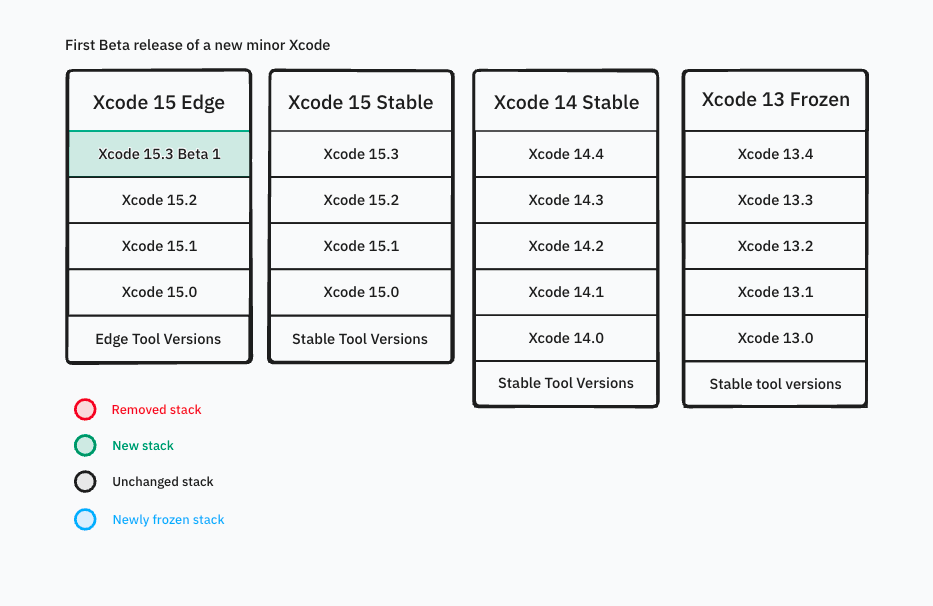 First Beta release of a new minor Xcode
Xcode 15 Edge
Xcode 15.3 Beta 1
Xcode 15.2
Xcode 15.1
Xcode 15.0
Edge Tool Versions
Xcode 15 Stable
Xcode 15.3
Xcode 15.2
Xcode 15.1
Xcode 15.0
Stable Tool Versions
Xcode 14 Stable
Xcode 14.4
Xcode 14.3
Xcode 14.2
Xcode 14.1
Xcode 14.0
Stable Tool Versions
Xcode 13 Frozen
Xcode 13.4
Xcode 13.3
Xcode 13.2
Xcode 13.1
Xcode 13.0
Stable tool versions
Removed stack
New stack
Unchanged stack
Newly frozen stack